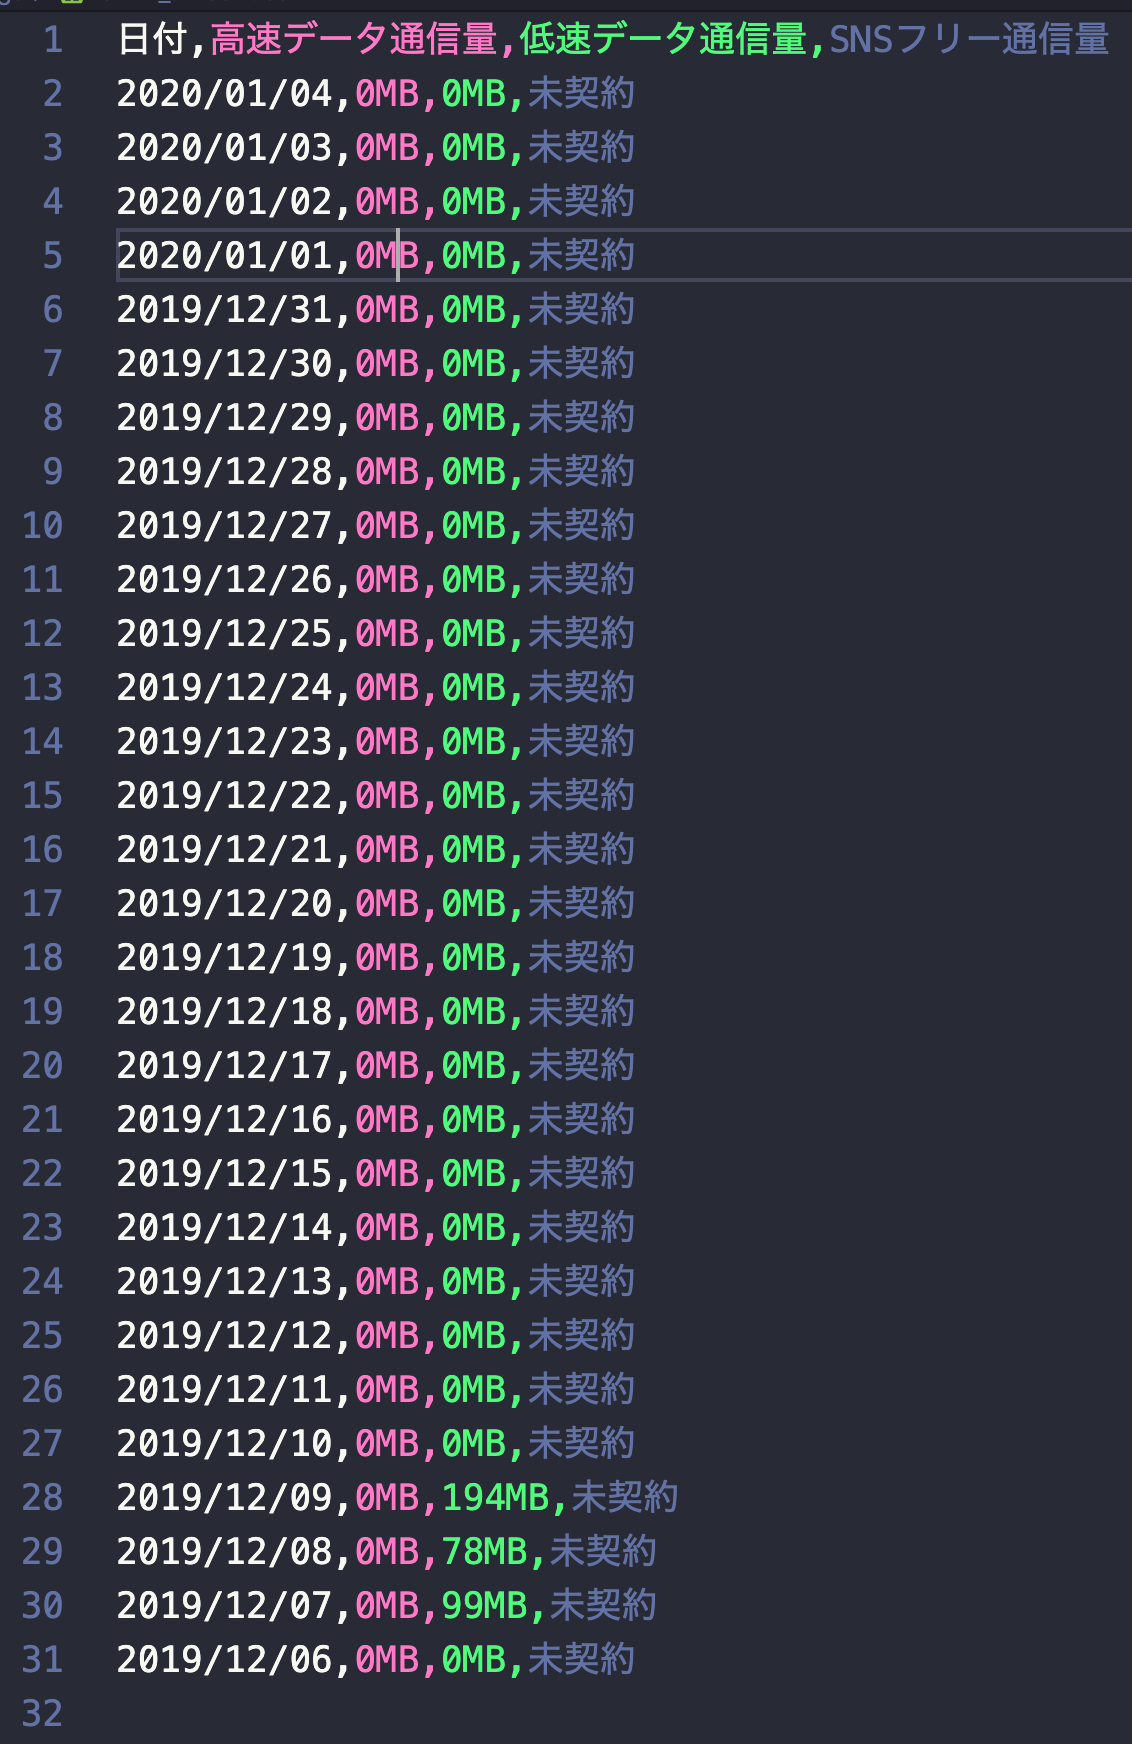 1 日付,高速データ通信量,低速データ通信量,SNSフリー通信量
2 2020/01/04,0MB,0MB,未契約
3 2020/01/03,0MB,0MB,未契約
4 2020/01/02,0MB,0MB,未契約
5 2020/01/01,0MB,0MB,未契約
6 2019/12/31,0MB,0MB,未契約
7 2019/12/30,0MB,0MB,未契約
8 2019/12/29,0MB,0MB,未契約
9 2019/12/28,0MB,0MB,未契約
10 2019/12/27,0MB,0MB,未契約
11 2019/12/26,0MB,0MB,未契約
12 2019/12/25,0MB,0MB,未契約
13 2019/12/24,0MB,0MB,未契約
14 2019/12/23,0MB,0MB,未契約
15 2019/12/22,0MB,0MB,未契約
16 2019/12/21,0MB,0MB,未契約
17 2019/12/20,0MB,0MB,未契約
18 2019/12/19,0MB,0MB,未契約
19 2019/12/18,0MB,0MB,未契約
20 2019/12/17,0MB,0MB,未契約
21 2019/12/16,0MB,0MB,未契約
22 2019/12/15,0MB,0MB,未契約
23 2019/12/14,0MB,0MB,未契約
24 2019/12/13,0MB,0MB,未契約
25 2019/12/12,0MB,0MB,未契約
26 2019/12/11,0MB,0MB,未契約
27 2019/12/10,0MB,0MB,未契約
28 2019/12/09,0MB,194MB,未契約
29 2019/12/08,0MB,78MB,未契約
30 2019/12/07,0MB,99MB,未契約
31 2019/12/06,0MB,0MB,未契約
32